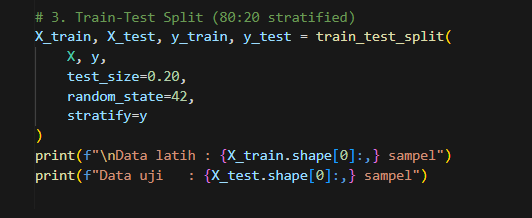 # 3. Train-Test Split (80:20 stratified)
X_train, X_test, y_train, y_test = train_test_split(
    X, y,
    test_size=0.20,
    random_state=42,
    stratify=y
)
print(f"\nData latih : {X_train.shape[0]:,} sampel")
print(f"Data uji   : {X_test.shape[0]:,} sampel")